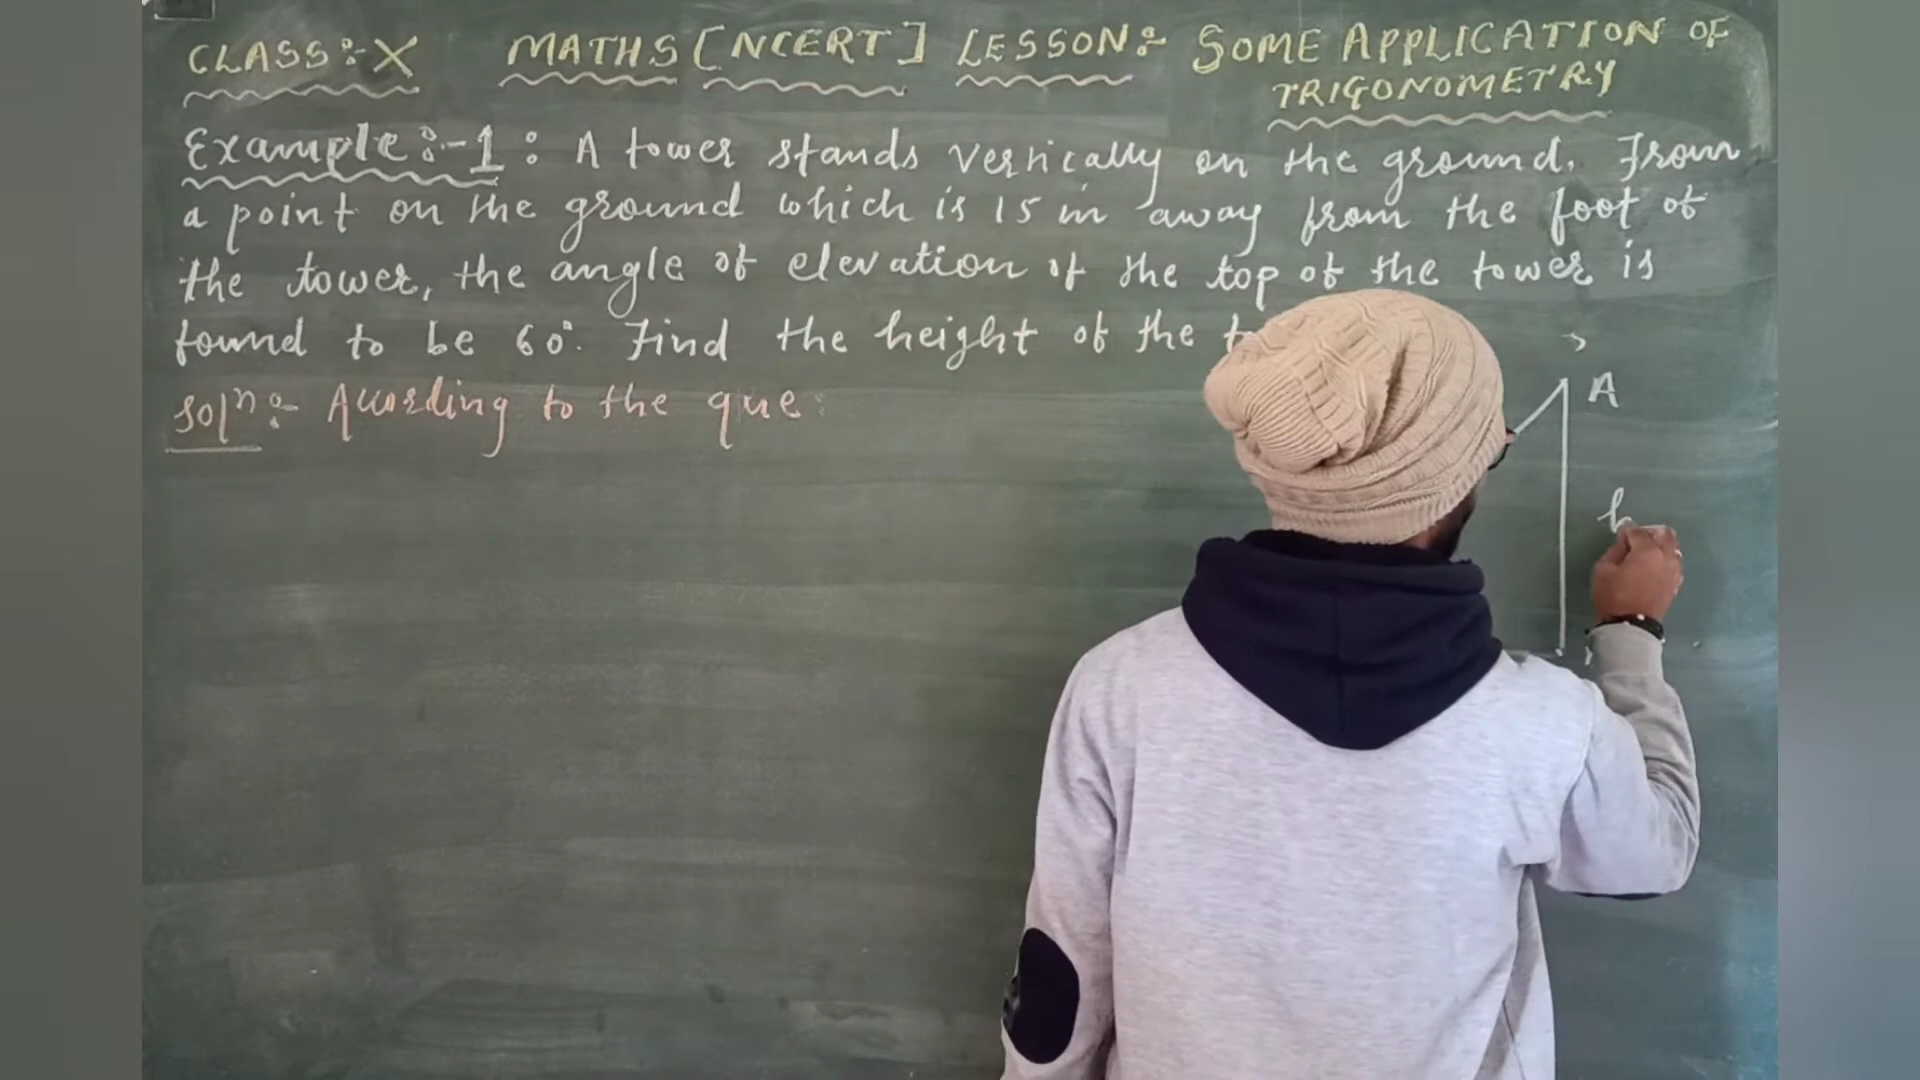 CLASS:- X MATHS [NCERT] LESSON:- SOME APPLICATION OF
TRIGONOMETRY
Example:-1: A tower stands vertically on the ground. From
a point on the ground which is 15 m away from the foot of
the tower, the angle of elevation of the top of the tower is
found to be 60°. Find the height of the
Solⁿ:- Acording to the que.
A
h